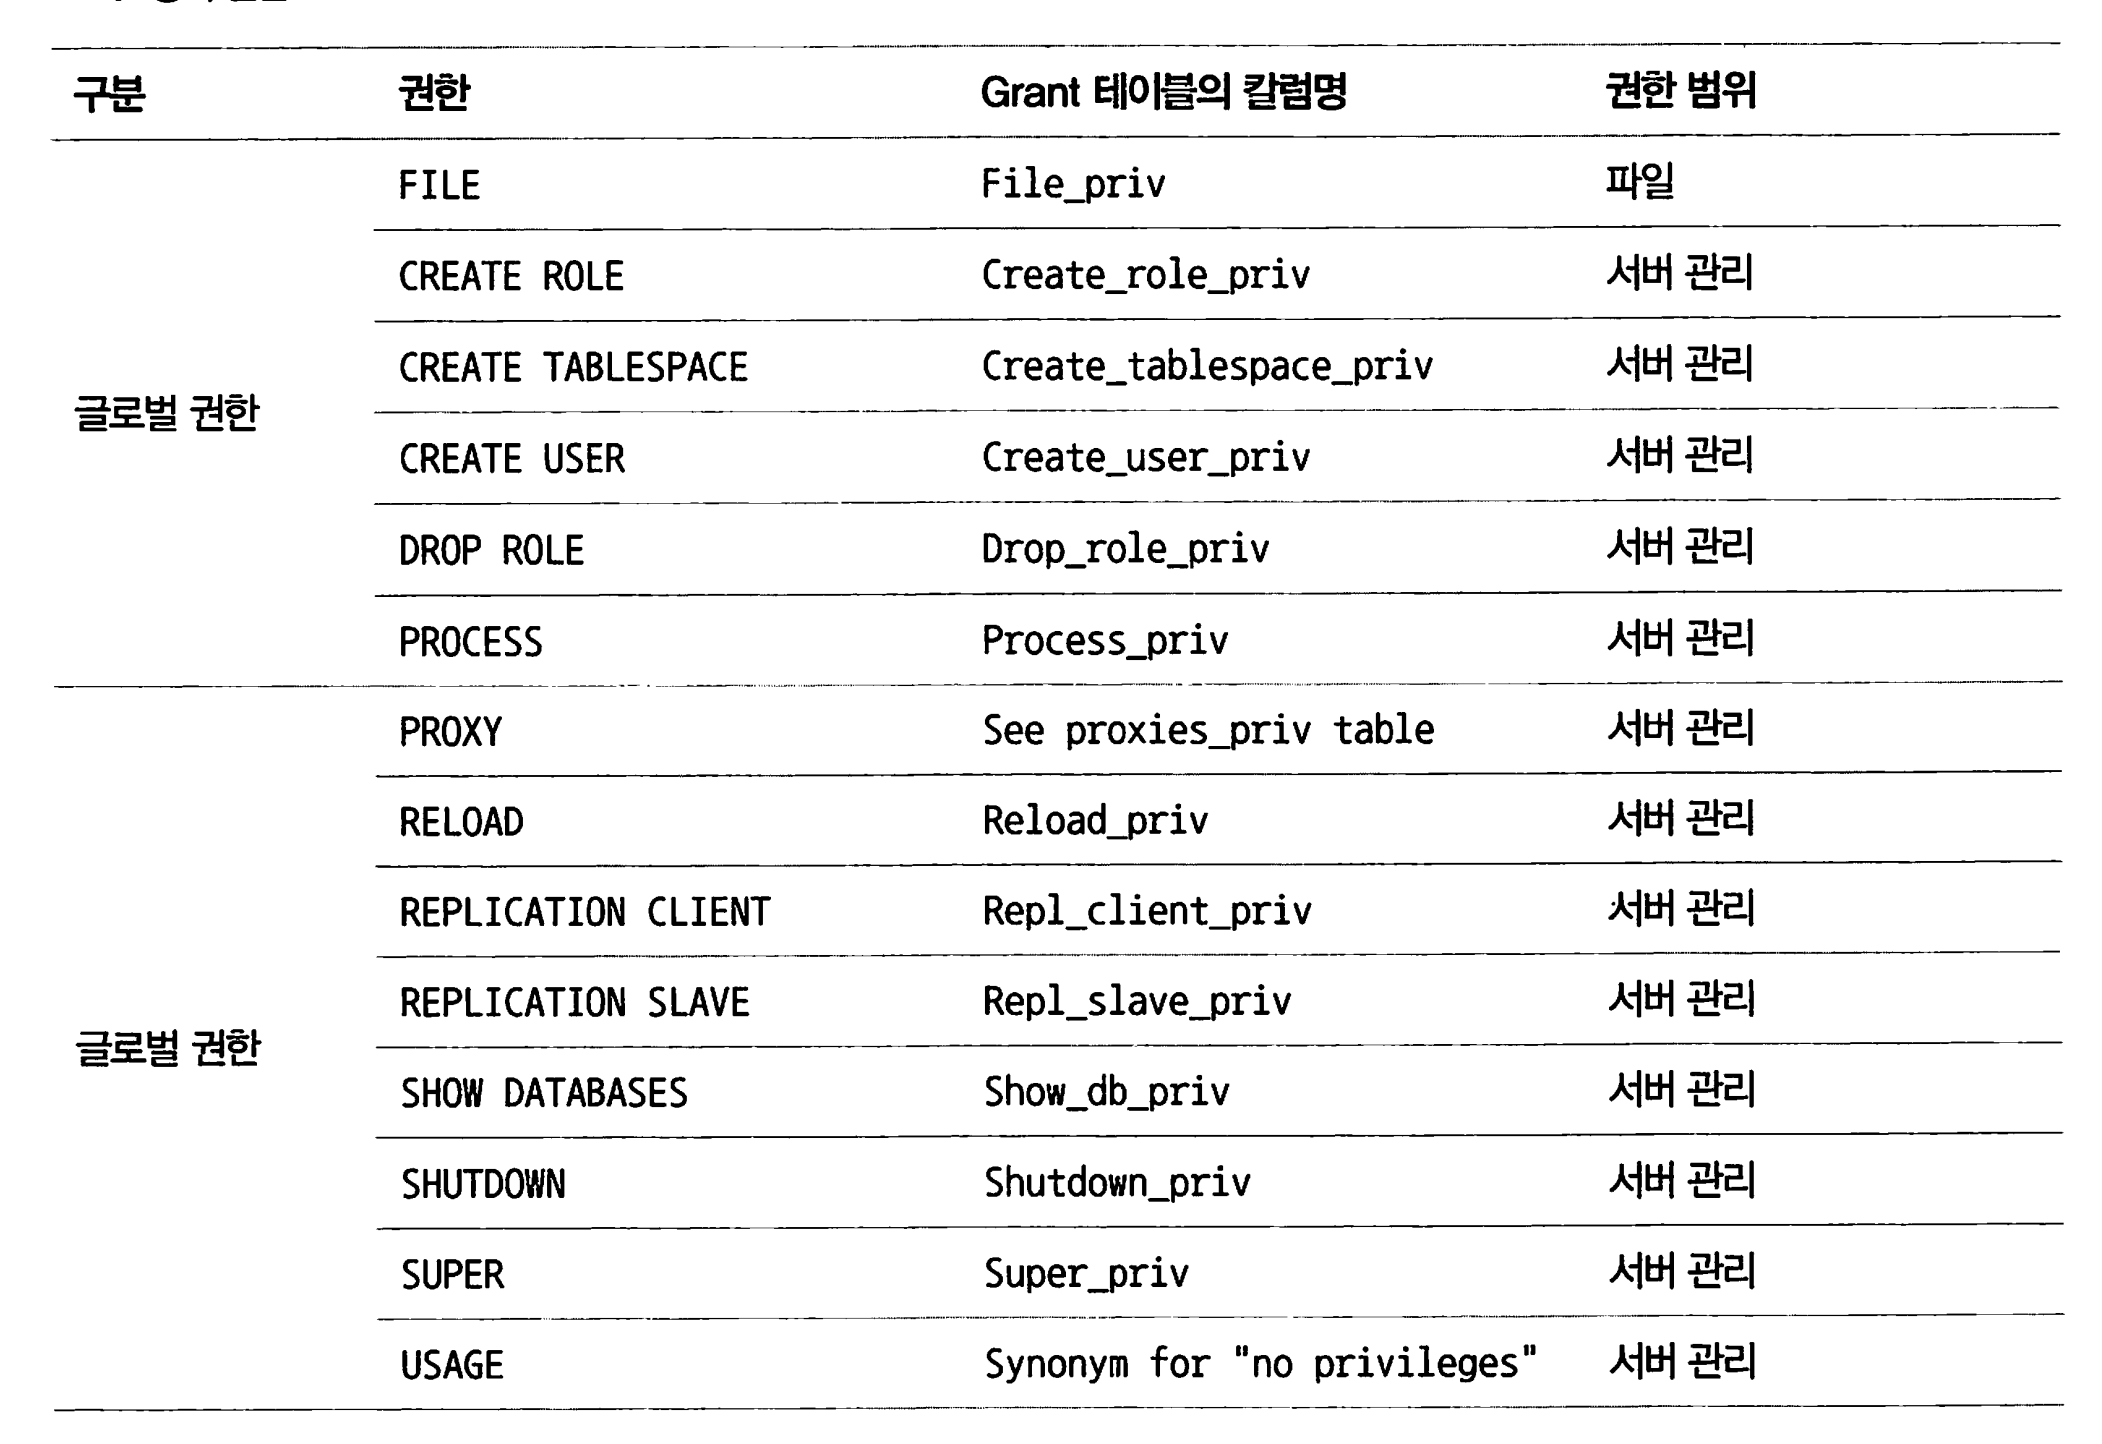 구분 권한 Grant 테이블의 칼럼명 권한 범위
FILE File_priv 파일
CREATE ROLE Create_role_priv 서버 관리
CREATE TABLESPACE Create_tablespace_priv 서버 관리
글로벌 권한
CREATE USER Create_user_priv 서버 관리
DROP ROLE Drop_role_priv 서버 관리
PROCESS Process_priv 서버 관리
PROXY See proxies_priv table 서버 관리
RELOAD Reload_priv 서버 관리
REPLICATION CLIENT Repl_client_priv 서버 관리
REPLICATION SLAVE Repl_slave_priv 서버 관리
글로벌 권한
SHOW DATABASES Show_db_priv 서버 관리
SHUTDOWN Shutdown_priv 서버 관리
SUPER Super_priv 서버 관리
USAGE Synonym for "no privileges" 서버 관리